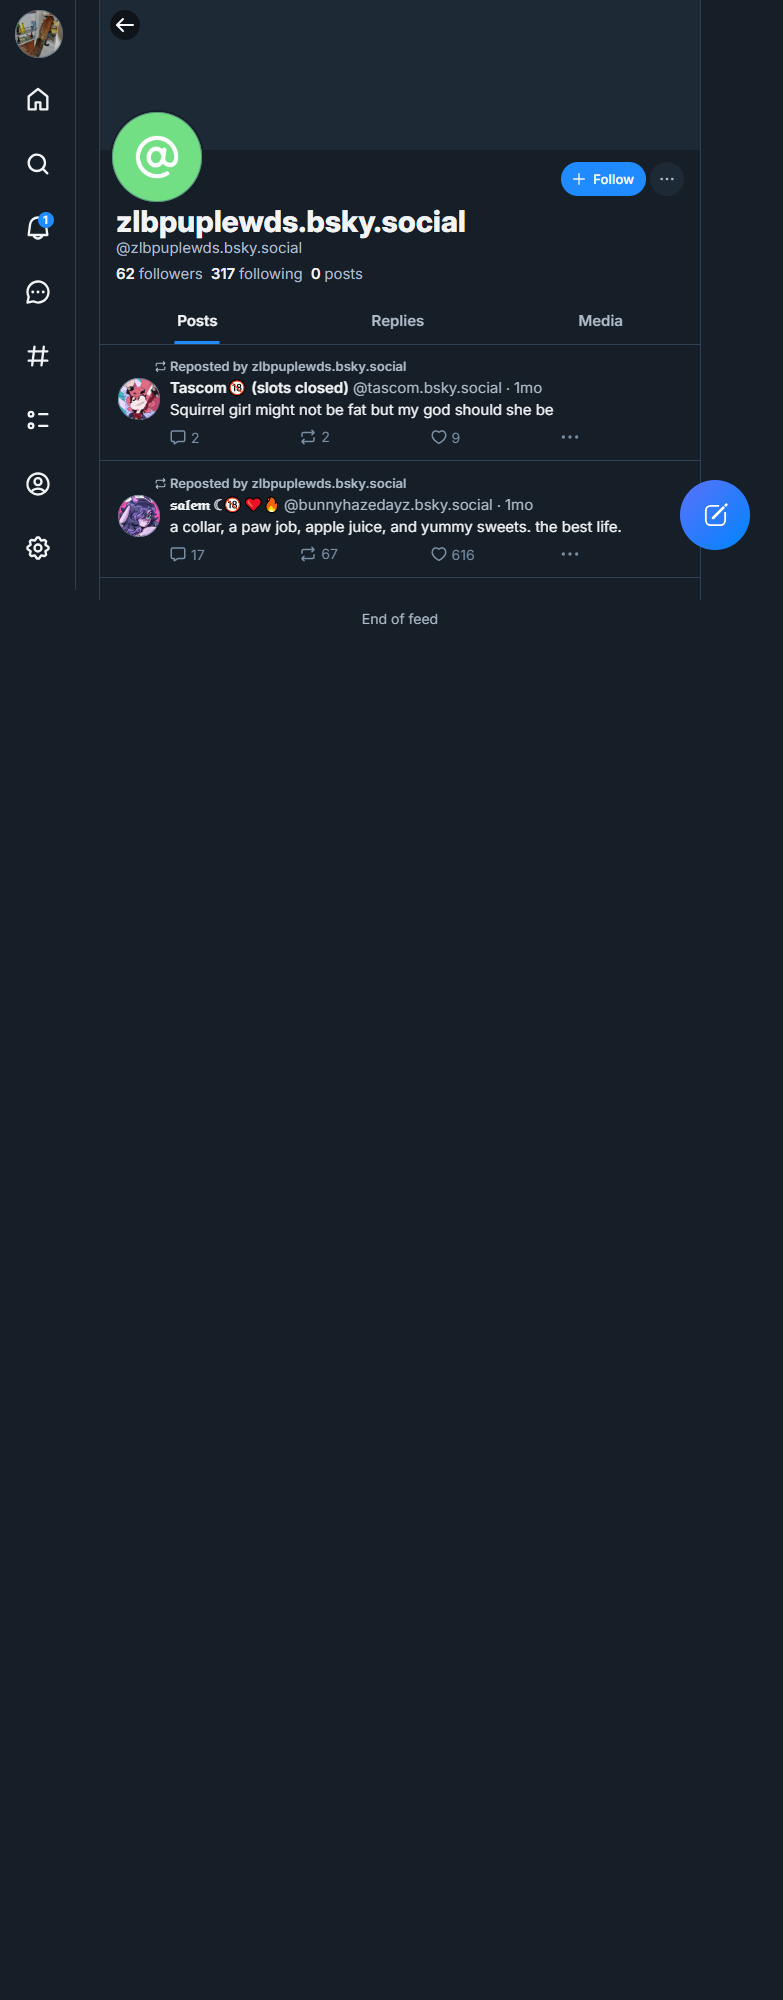 1
@
+ Follow
zlbpuplewds.bsky.social
@zlbpuplewds.bsky.social
62 followers 317 following 0 posts
Posts Replies Media
Reposted by zlbpuplewds.bsky.social
Tascom🔞 (slots closed) @tascom.bsky.social · 1mo
Squirrel girl might not be fat but my god should she be
2 2 9
Reposted by zlbpuplewds.bsky.social
𝖘𝖆𝖑𝖊𝖒 ☾🔞 ❤️🔥 @bunnyhazedayz.bsky.social · 1mo
a collar, a paw job, apple juice, and yummy sweets. the best life.
17 67 616
End of feed